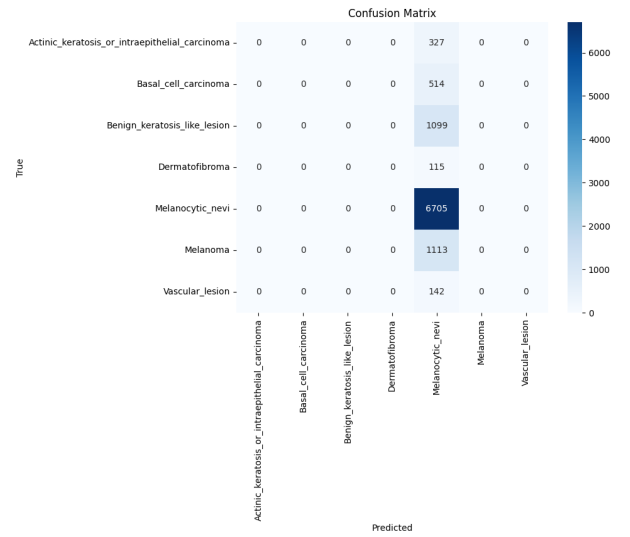 Confusion Matrix
True
Actinic_keratosis_or_intraepithelial_carcinoma 0 0 0 0 327 0 0
Basal_cell_carcinoma 0 0 0 0 514 0 0
Benign_keratosis_like_lesion 0 0 0 0 1099 0 0
Dermatofibroma 0 0 0 0 115 0 0
Melanocytic_nevi 0 0 0 0 6705 0 0
Melanoma 0 0 0 0 1113 0 0
Vascular_lesion 0 0 0 0 142 0 0
Actinic_keratosis_or_intraepithelial_carcinoma
Basal_cell_carcinoma
Benign_keratosis_like_lesion
Dermatofibroma
Melanocytic_nevi
Melanoma
Vascular_lesion
Predicted
6000
5000
4000
3000
2000
1000
0